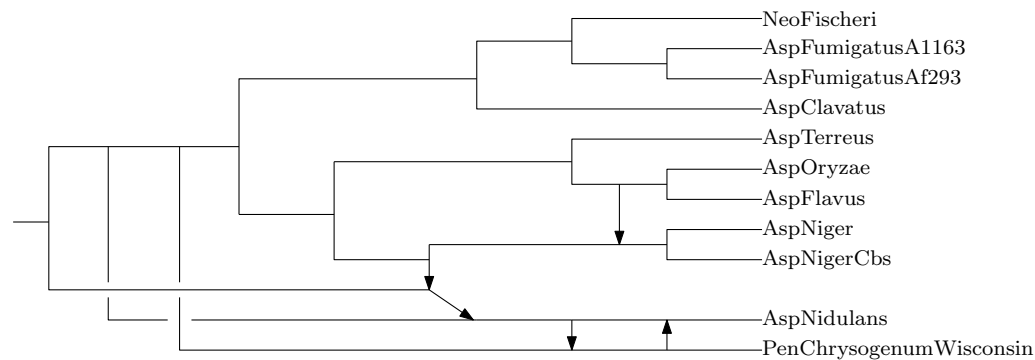 NeoFischeri
AspFumigatusA1163
AspFumigatusAf293
AspClavatus
AspTerreus
AspOryzae
AspFlavus
AspNiger
AspNigerCbs
AspNidulans
PenChrysogenumWisconsin